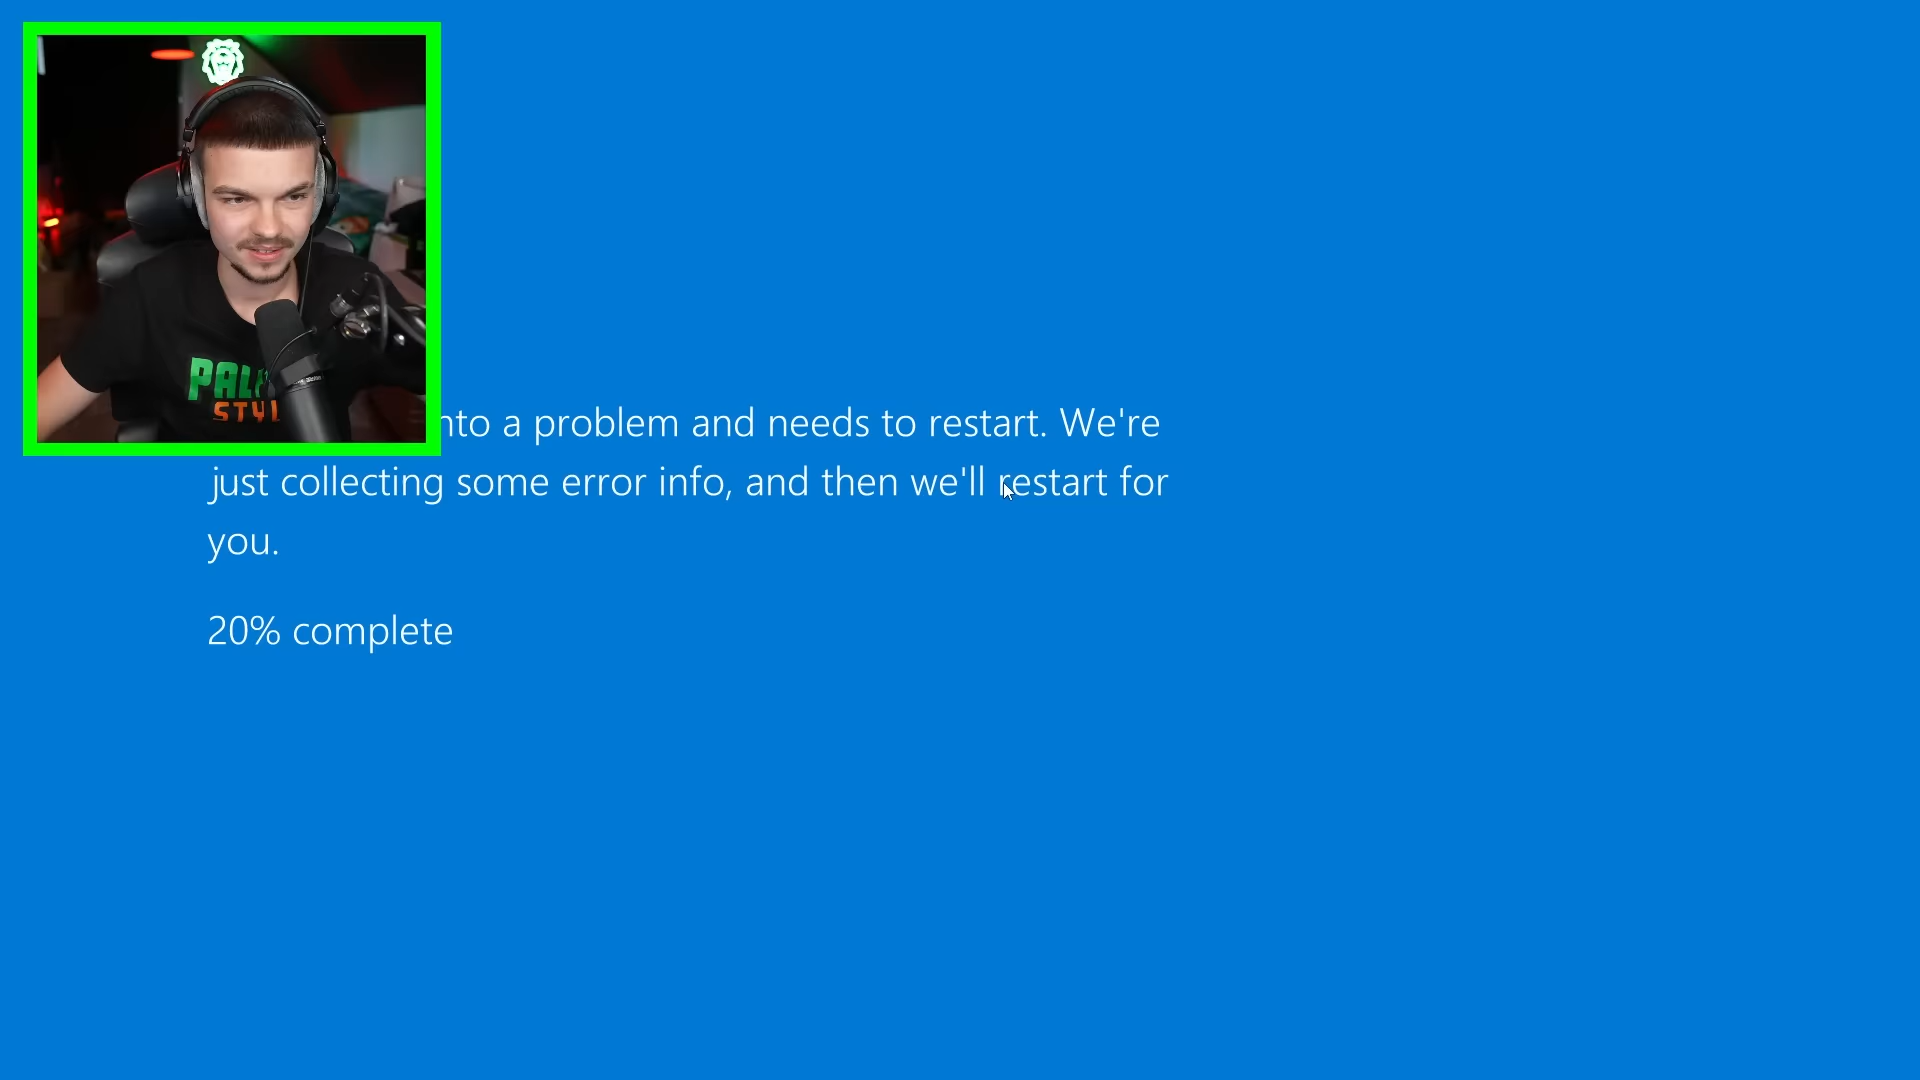 nto a problem and needs to restart. We're
just collecting some error info, and then we'll restart for
you.
20% complete